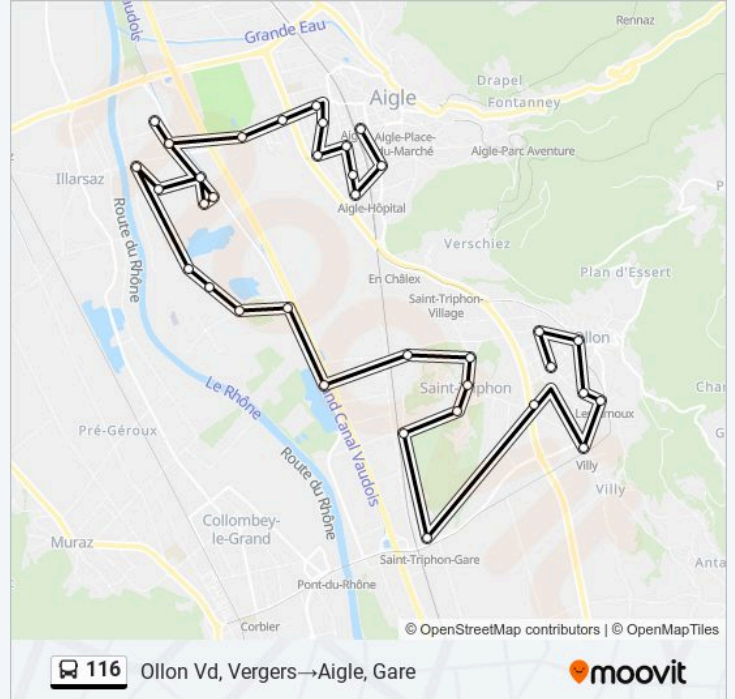 audois
Grande Eau
Rennaz
Drapel
Aigle
Fontanney
Aigle-Place-
du-Marché
Aigle-Parc Aventure
Illarsaz
Aigle-Hôpital
Route du Rhône
Verschiez
Plan d'Essert
En Châlex
Saint-Triphon-
Village
Le Rhône
Grand Canal Vaudois
Pré-Géroux
Villy
Villy
Route du Rhône
Collombey-
le-Grand
Muraz
Saint-Triphon-Gare
Pont-du-Rhône
Corbier
© OpenStreetMap contributors | © OpenMapTiles
116 Ollon Vd, Vergers→Aigle, Gare
moovit